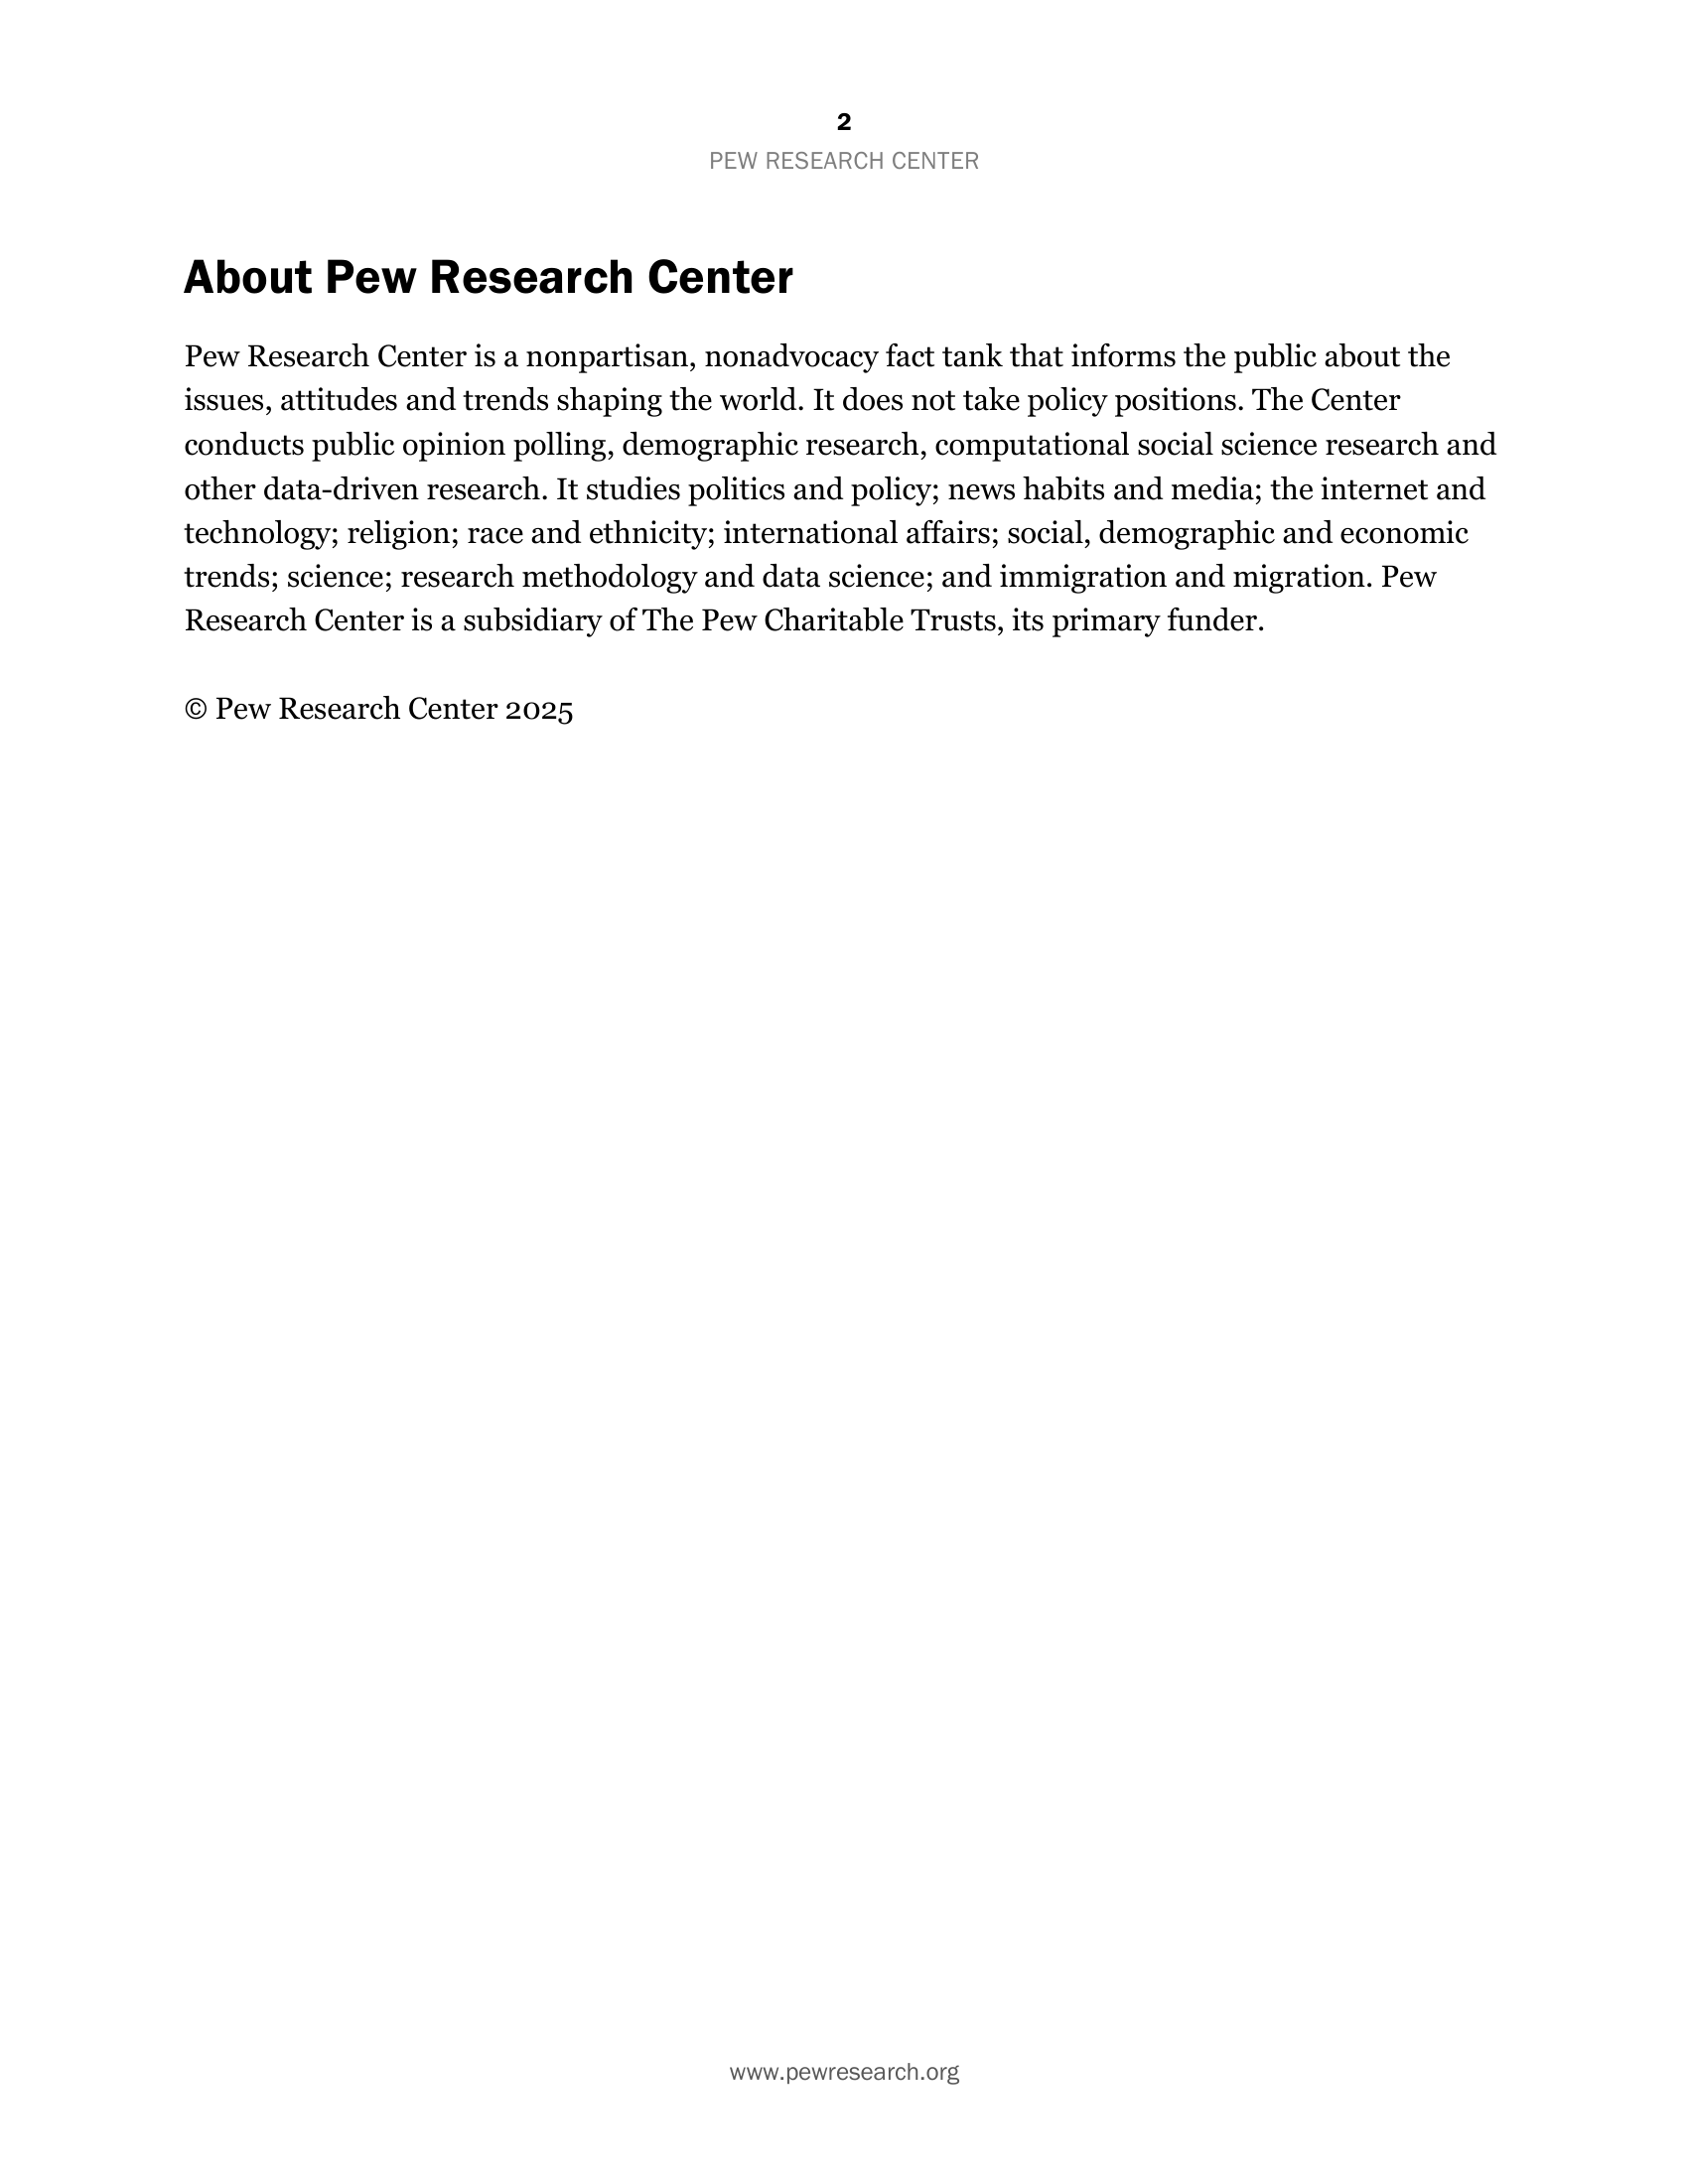 2
PEW RESEARCH CENTER
About Pew Research Center
Pew Research Center is a nonpartisan, nonadvocacy fact tank that informs the public about the
issues, attitudes and trends shaping the world. It does not take policy positions. The Center
conducts public opinion polling, demographic research, computational social science research and
other data-driven research. It studies politics and policy; news habits and media; the internet and
technology; religion; race and ethnicity; international affairs; social, demographic and economic
trends; science; research methodology and data science; and immigration and migration. Pew
Research Center is a subsidiary of The Pew Charitable Trusts, its primary funder.
© Pew Research Center 2025
www.pewresearch.org